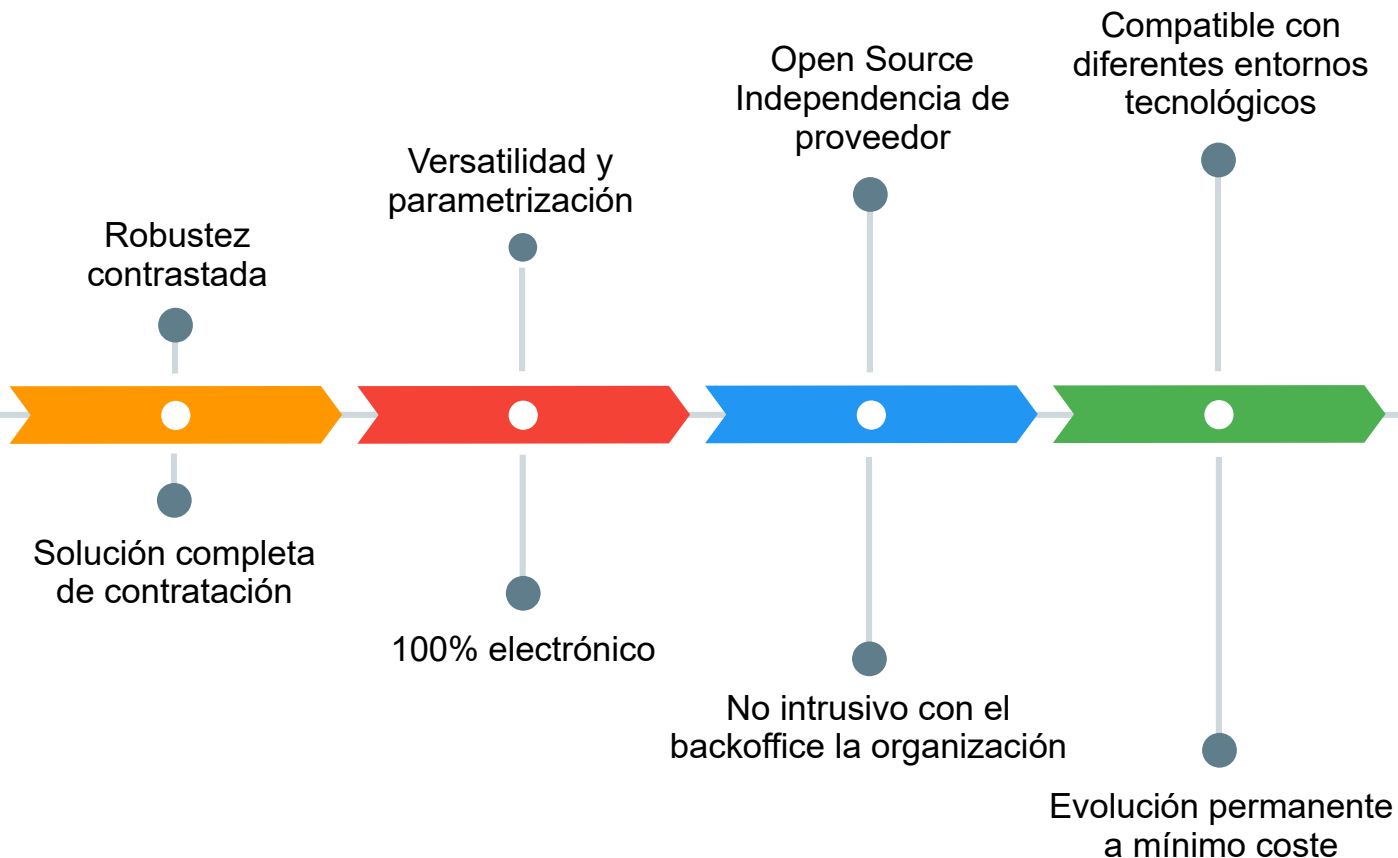 Robustez
contrastada
Versatilidad y
parametrización
Open Source
Independencia de
proveedor
Compatible con
diferentes entornos
tecnológicos
Solución completa
de contratación
100% electrónico
No intrusivo con el
backoffice la organización
Evolución permanente
a mínimo coste